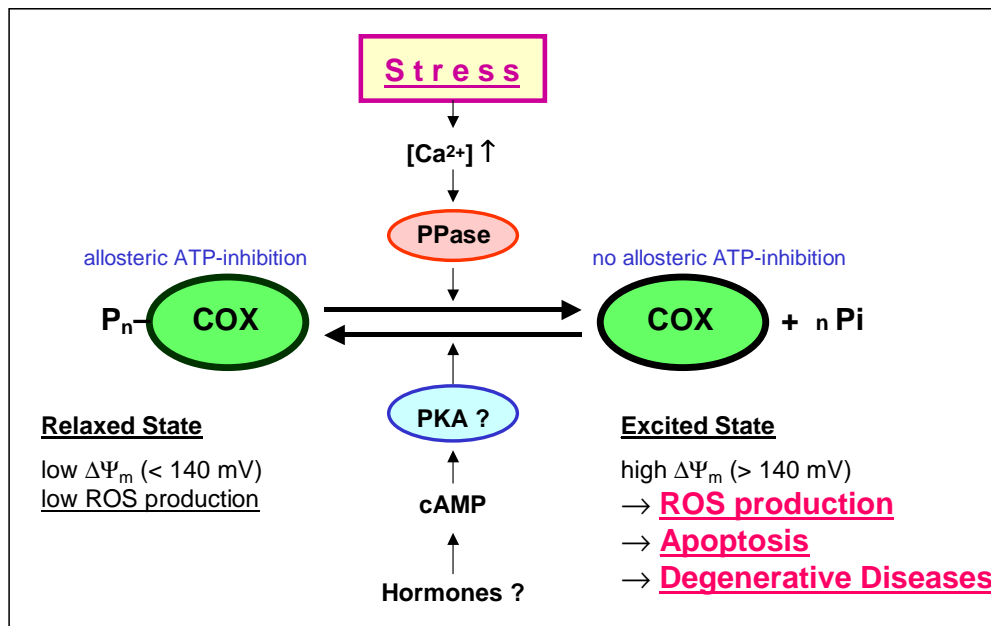 S t r e s s
[Ca²⁺] ↑
PPase
allosteric ATP-inhibition
no allosteric ATP-inhibition
Pn–
COX
COX
+ n Pi
PKA ?
cAMP
Hormones ?
Relaxed State
low ΔΨm (< 140 mV)
low ROS production
Excited State
high ΔΨm (> 140 mV)
→ ROS production
→ Apoptosis
→ Degenerative Diseases